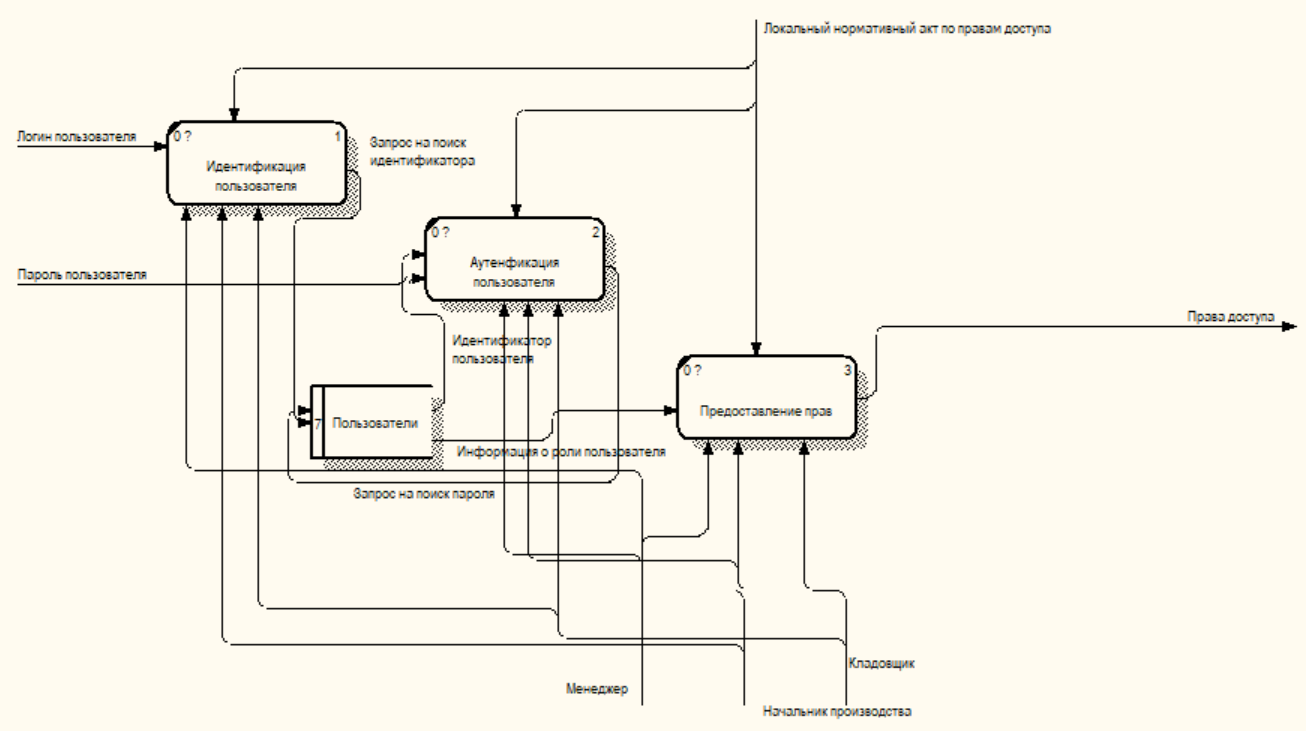 Локальный нормативный акт по правам доступа
Логин пользователя
0 ?
1
Идентификация
пользователя
Запрос на поиск
идентификатора
0 ?
2
Аутенфикация
пользователя
Пароль пользователя
Права доступа
Идентификатор
пользователя
0 ?
3
Предоставление прав
7
Пользователи
Информация о роли пользователя
Запрос на поиск пароля
Кладовщик
Менеджер
Начальник производства